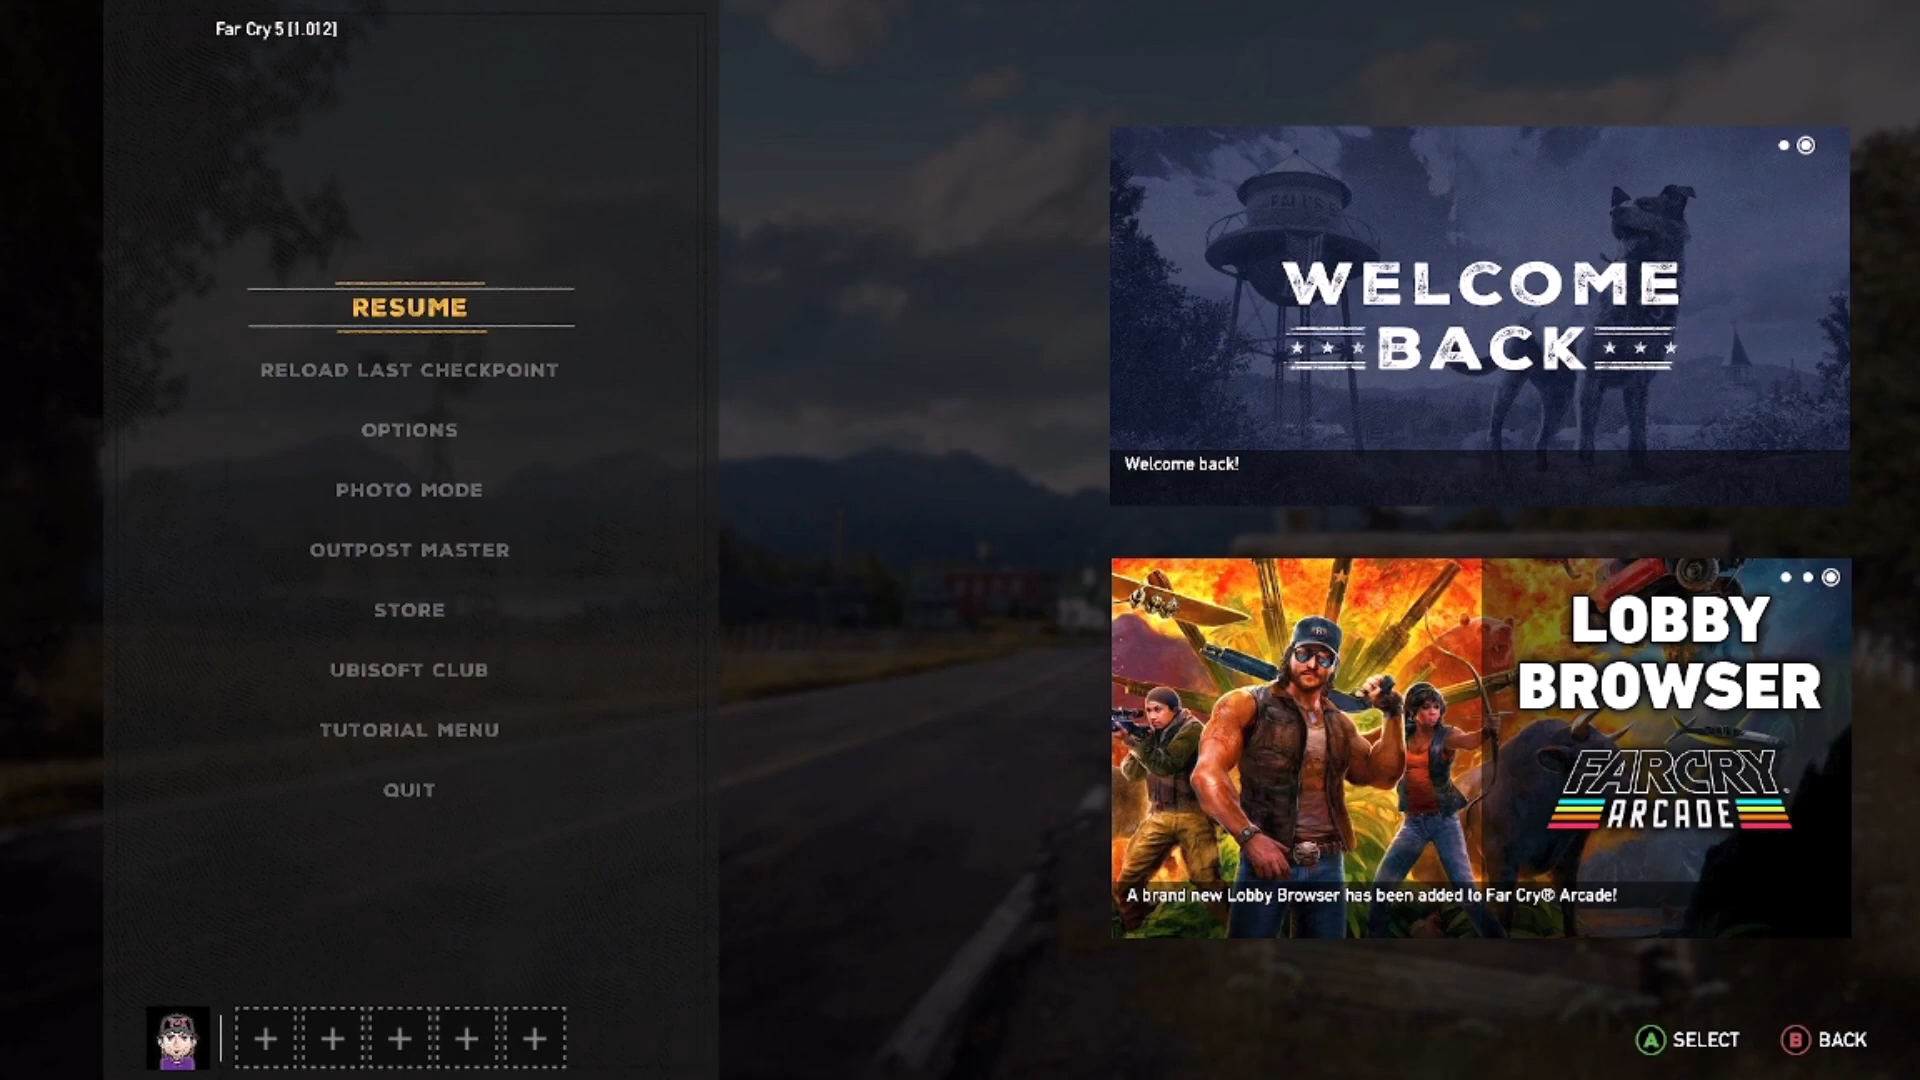 Far Cry 5 [1.012]
RESUME
RELOAD LAST CHECKPOINT
OPTIONS
PHOTO MODE
OUTPOST MASTER
STORE
UBISOFT CLUB
TUTORIAL MENU
QUIT
WELCOME
BACK
Welcome back!
LOBBY
BROWSER
FARCRY
ARCADE
A brand new Lobby Browser has been added to Far Cry® Arcade!
A SELECT
B BACK